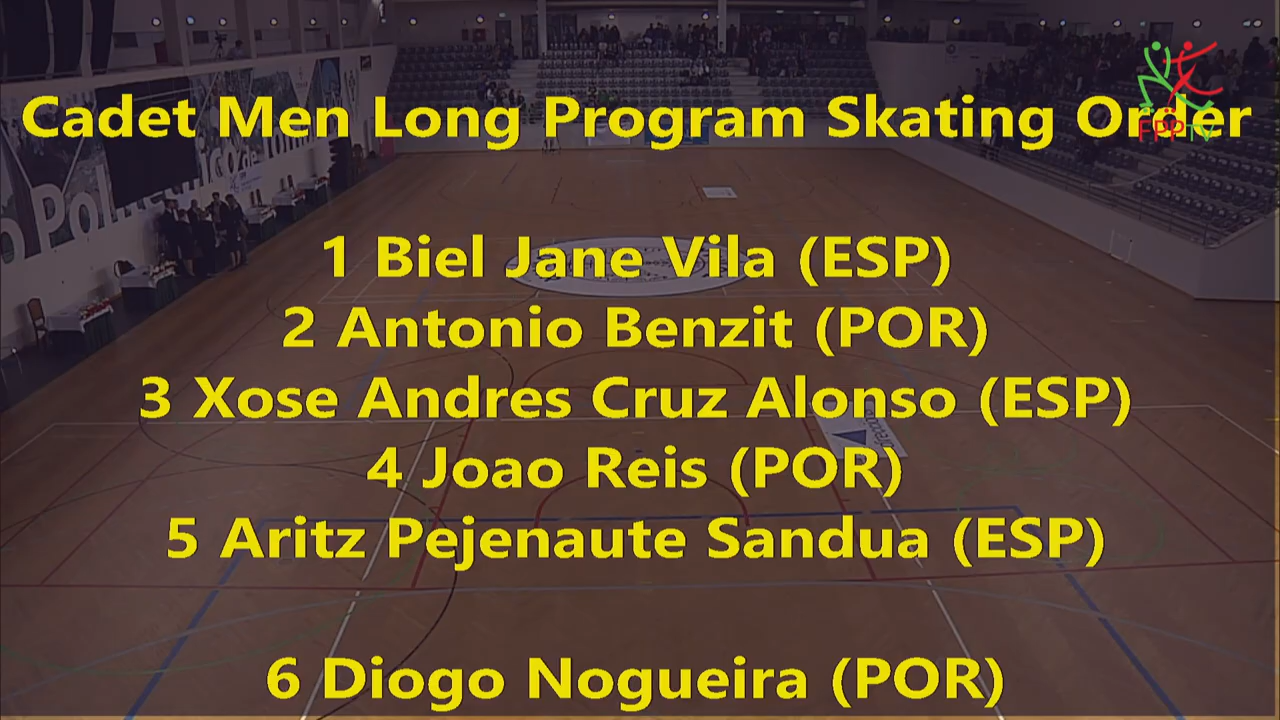 Cadet Men Long Program Skating Order
FPPTV
1 Biel Jane Vila (ESP)
2 Antonio Benzit (POR)
3 Xose Andres Cruz Alonso (ESP)
4 Joao Reis (POR)
5 Aritz Pejenaute Sandua (ESP)
6 Diogo Nogueira (POR)